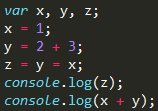 var x, y, z;
x = 1;
y = 2 + 3;
z = y = x;
console.log(z);
console.log(x + y);